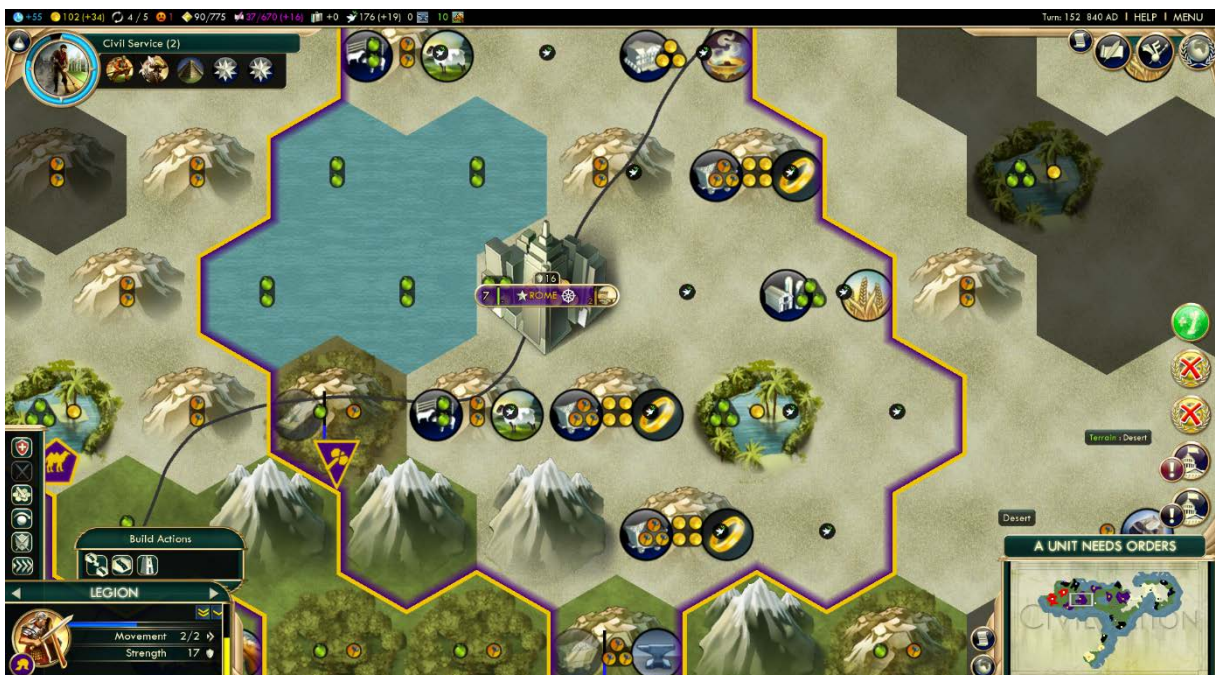 +55 102 (+34) 4 / 5 1 90/775 37/670 (+16) +0 176 (+19) 0 10 Turn: 152 840 AD | HELP | MENU
Civil Service (2)
16
7 ROME
Terrain : Desert
Desert
Build Actions
A UNIT NEEDS ORDERS
LEGION
Movement 2/2
Strength 17